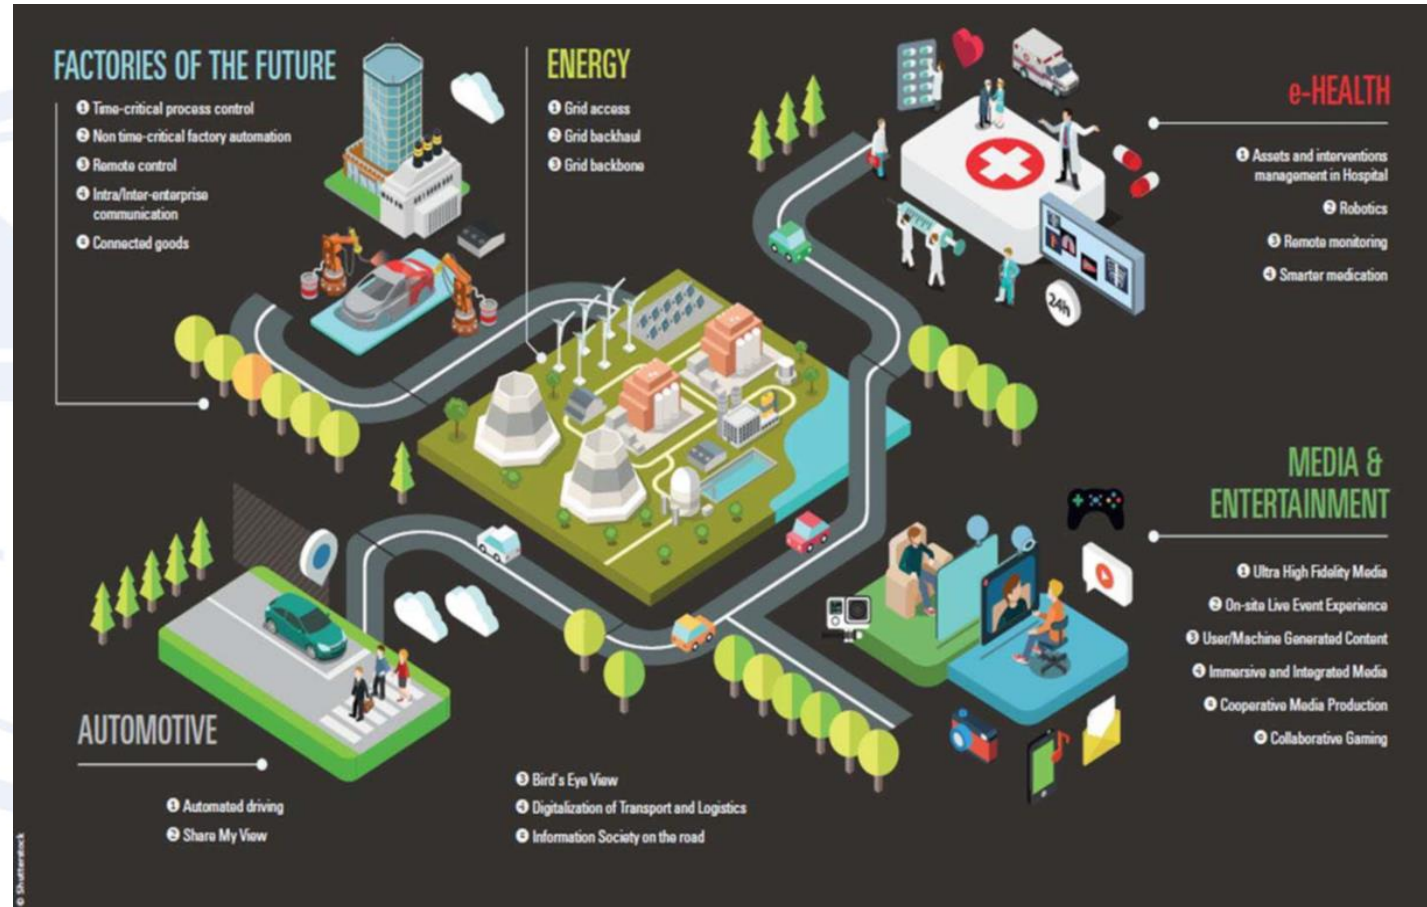 FACTORIES OF THE FUTURE
❶ Time-critical process control
❷ Non time-critical factory automation
❸ Remote control
❹ Intra/Inter-enterprise
communication
❺ Connected goods
ENERGY
❶ Grid access
❷ Grid backhaul
❸ Grid backbone
e-HEALTH
❶ Assets and interventions
management in Hospital
❷ Robotics
❸ Remote monitoring
❹ Smarter medication
24h
MEDIA &
ENTERTAINMENT
❶ Ultra High Fidelity Media
❷ On-site Live Event Experience
❸ User/Machine Generated Content
❹ Immersive and Integrated Media
❺ Cooperative Media Production
❻ Collaborative Gaming
AUTOMOTIVE
❶ Automated driving
❷ Share My View
❸ Bird's Eye View
❹ Digitalization of Transport and Logistics
❺ Information Society on the road
© Shutterstock